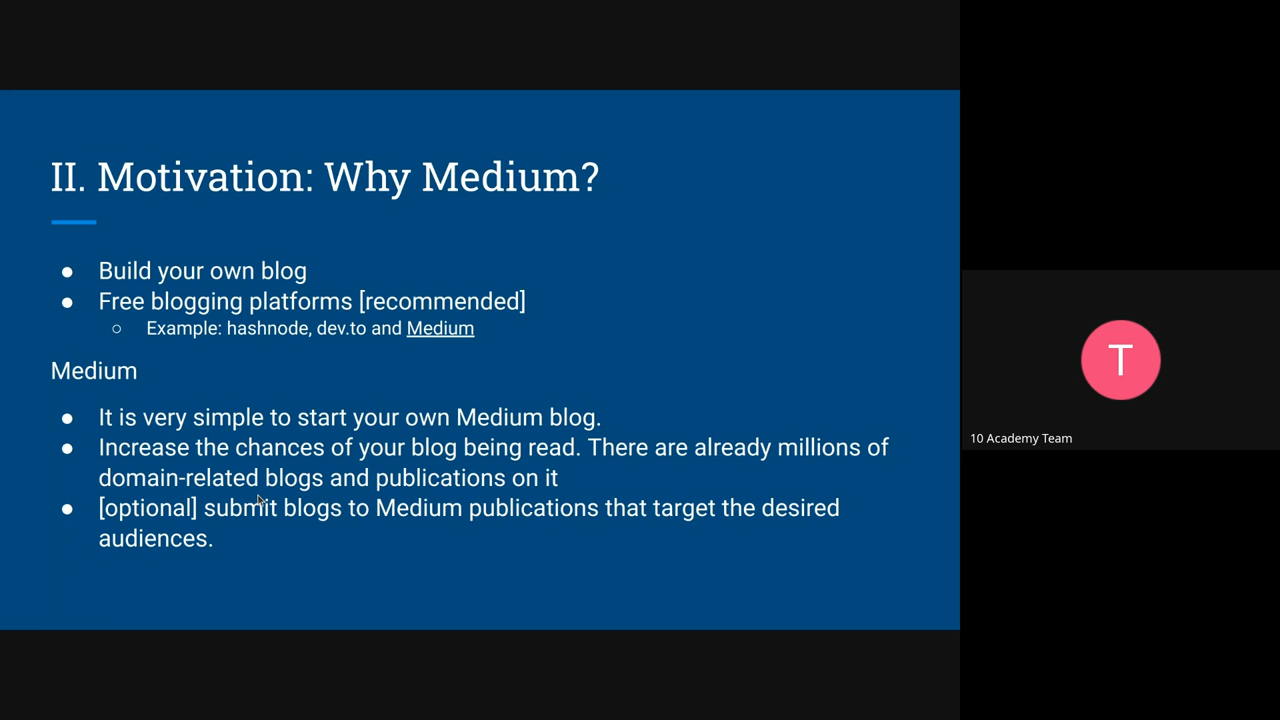 II. Motivation: Why Medium?
● Build your own blog
● Free blogging platforms [recommended]
○ Example: hashnode, dev.to and Medium
Medium
● It is very simple to start your own Medium blog.
● Increase the chances of your blog being read. There are already millions of
domain-related blogs and publications on it
● [optional] submit blogs to Medium publications that target the desired
audiences.
T
10 Academy Team